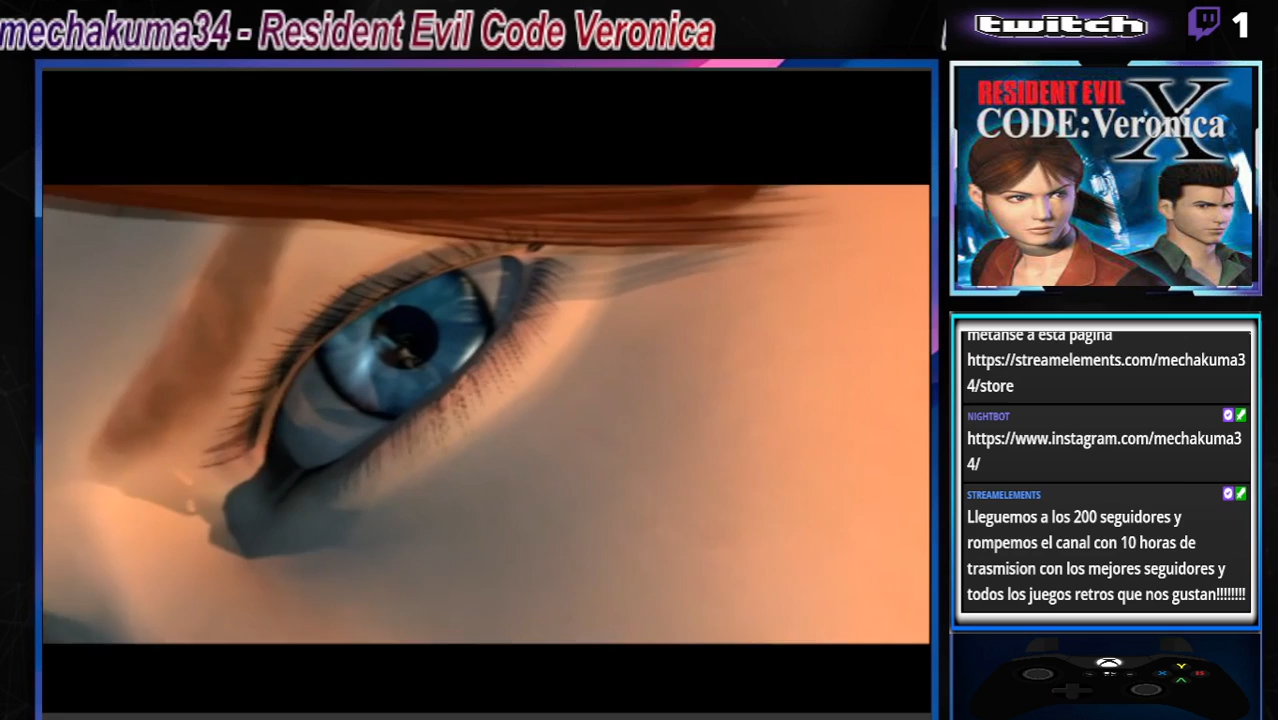 mechakuma34 - Resident Evil Code Veronica
twitch
1
RESIDENT EVIL
CODE:Veronica
X
metanse a esta pagina
https://streamelements.com/mechakuma3
4/store
NIGHTBOT
https://www.instagram.com/mechakuma3
4/
STREAMELEMENTS
Lleguemos a los 200 seguidores y
rompemos el canal con 10 horas de
trasmision con los mejores seguidores y
todos los juegos retros que nos gustan!!!!!!!!
Y
X
B
A